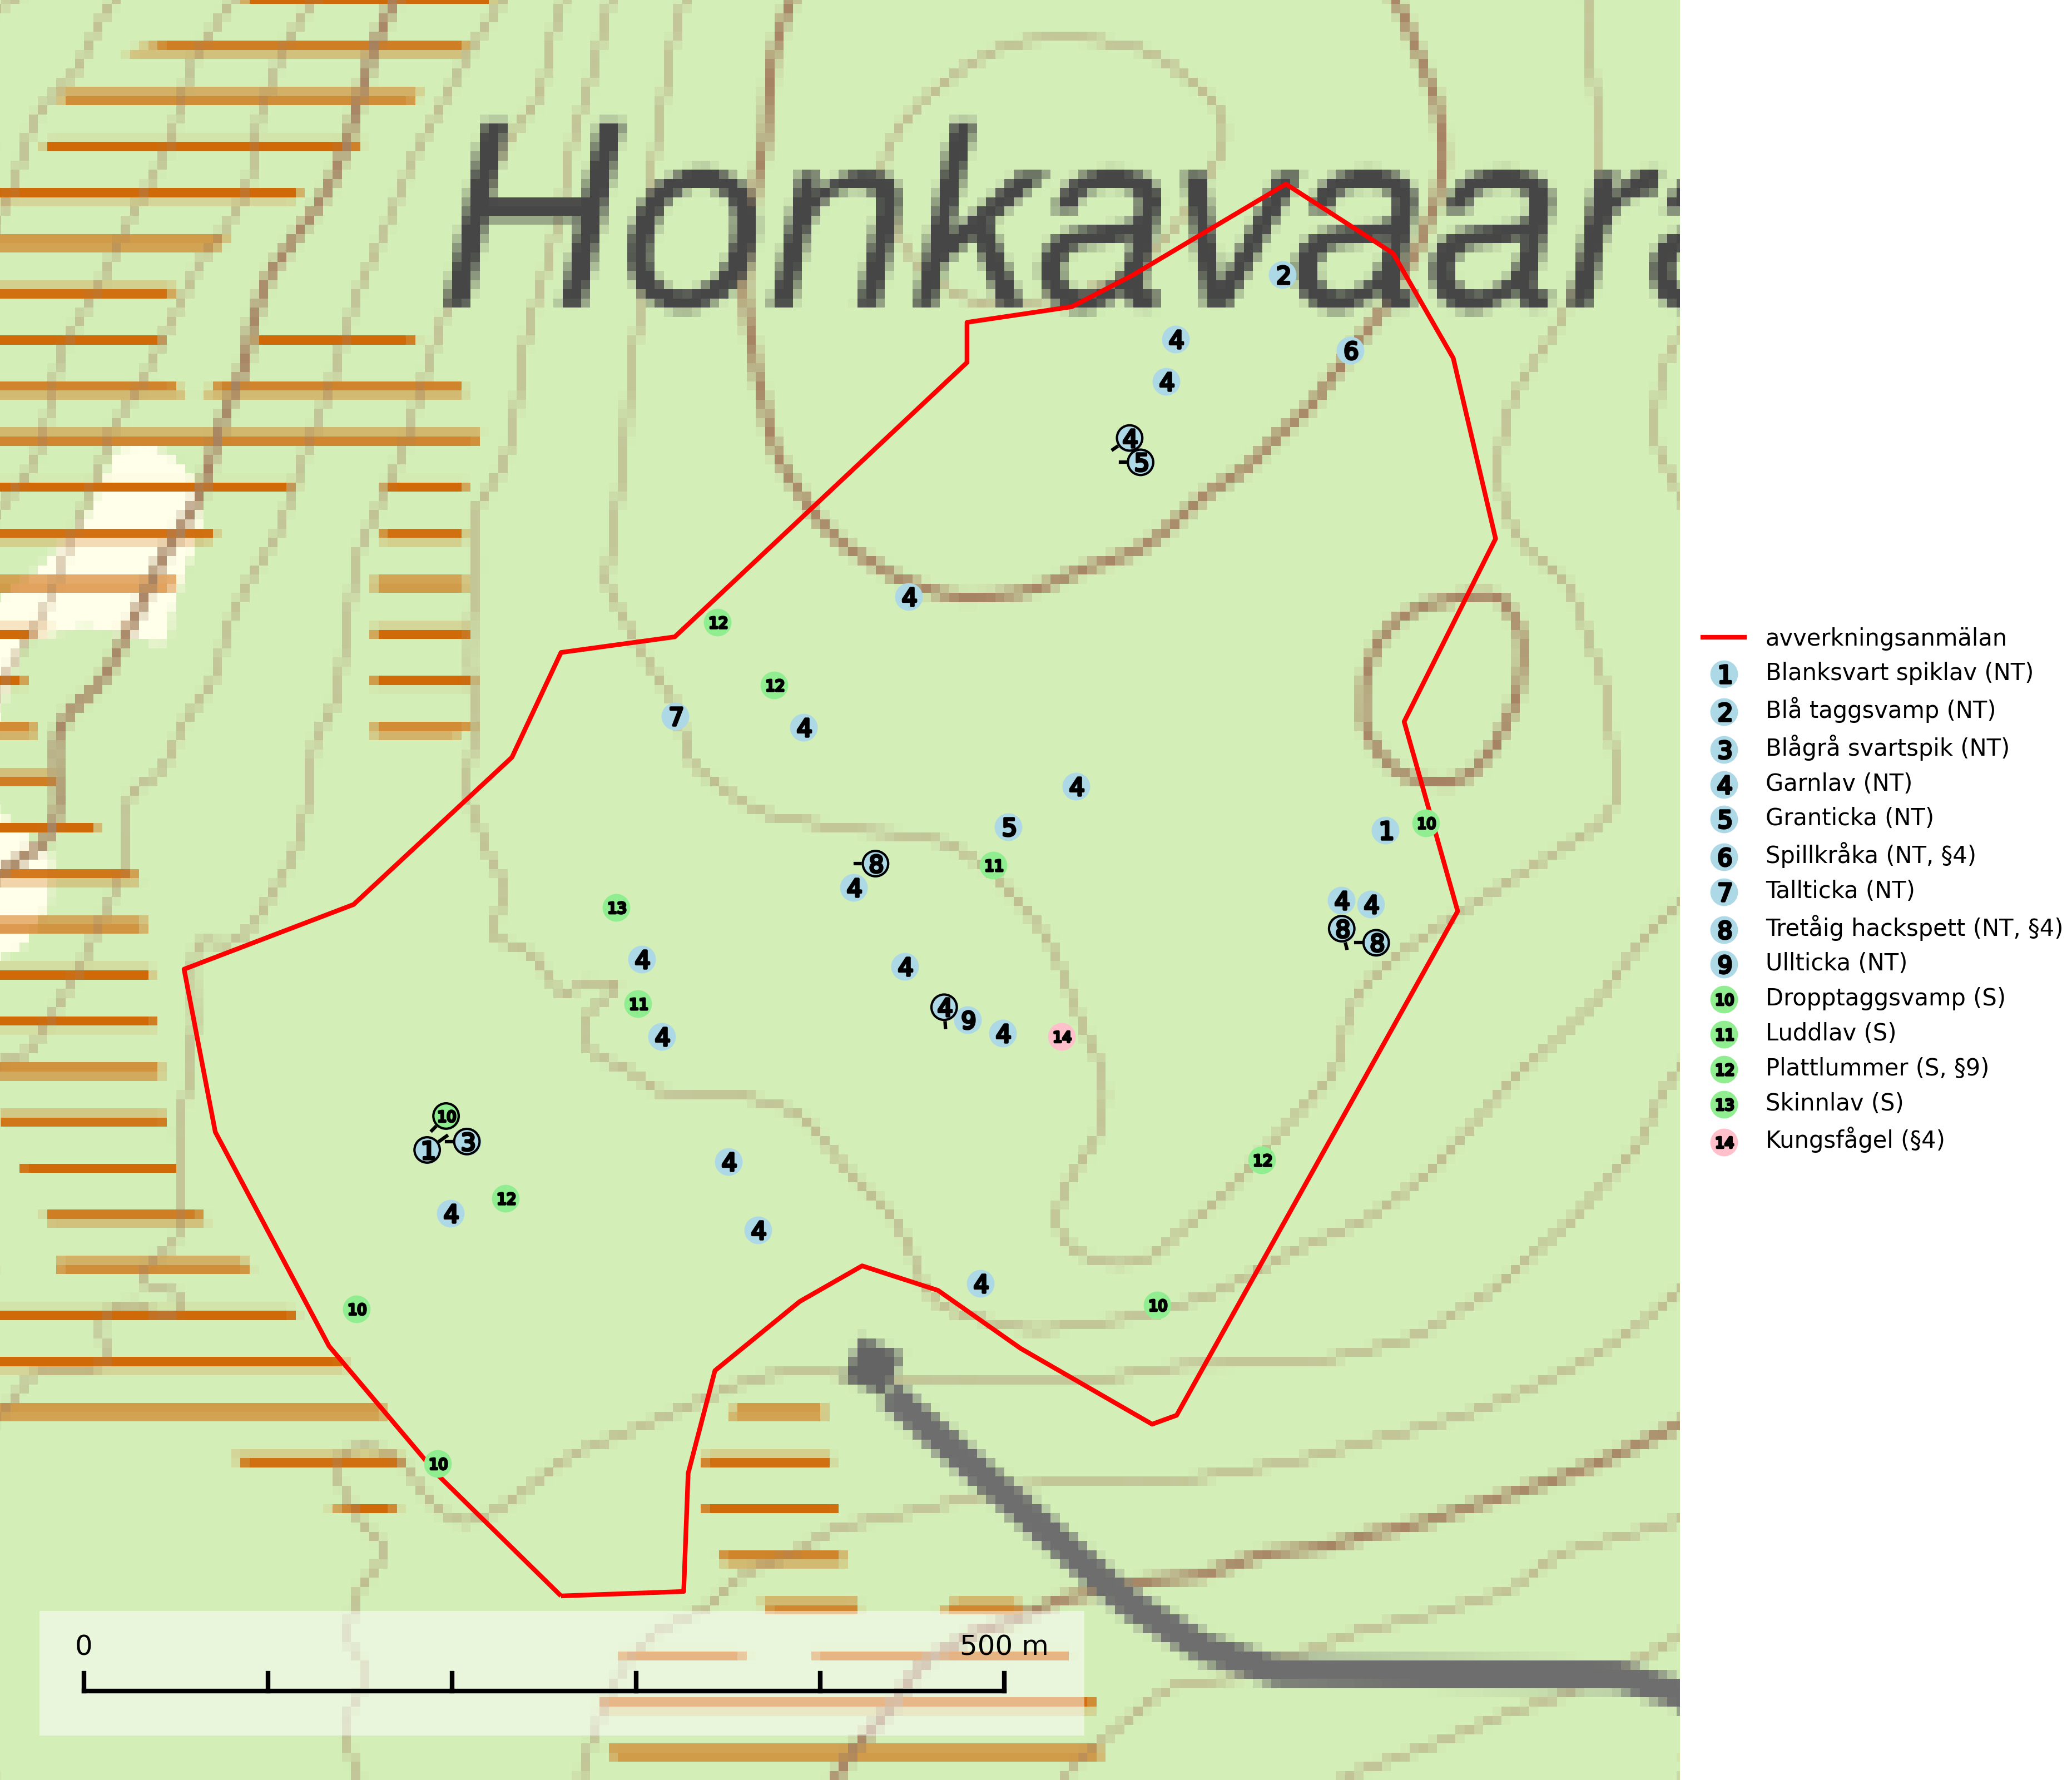 Honkavaara
2
4
6
4
4
5
4
12
12
7
4
4
5
1
10
8
11
4
13
4
4
8
8
4
4
11
4
9
4
14
4
10
1
3
4
12
12
4
4
4
10
10
10
0 500 m
avverkningsanmälan
1 Blanksvart spiklav (NT)
2 Blå taggsvamp (NT)
3 Blågrå svartspik (NT)
4 Garnlav (NT)
5 Granticka (NT)
6 Spillkråka (NT, §4)
7 Tallticka (NT)
8 Tretåig hackspett (NT, §4)
9 Ullticka (NT)
10 Dropptaggsvamp (S)
11 Luddlav (S)
12 Plattlummer (S, §9)
13 Skinnlav (S)
14 Kungsfågel (§4)